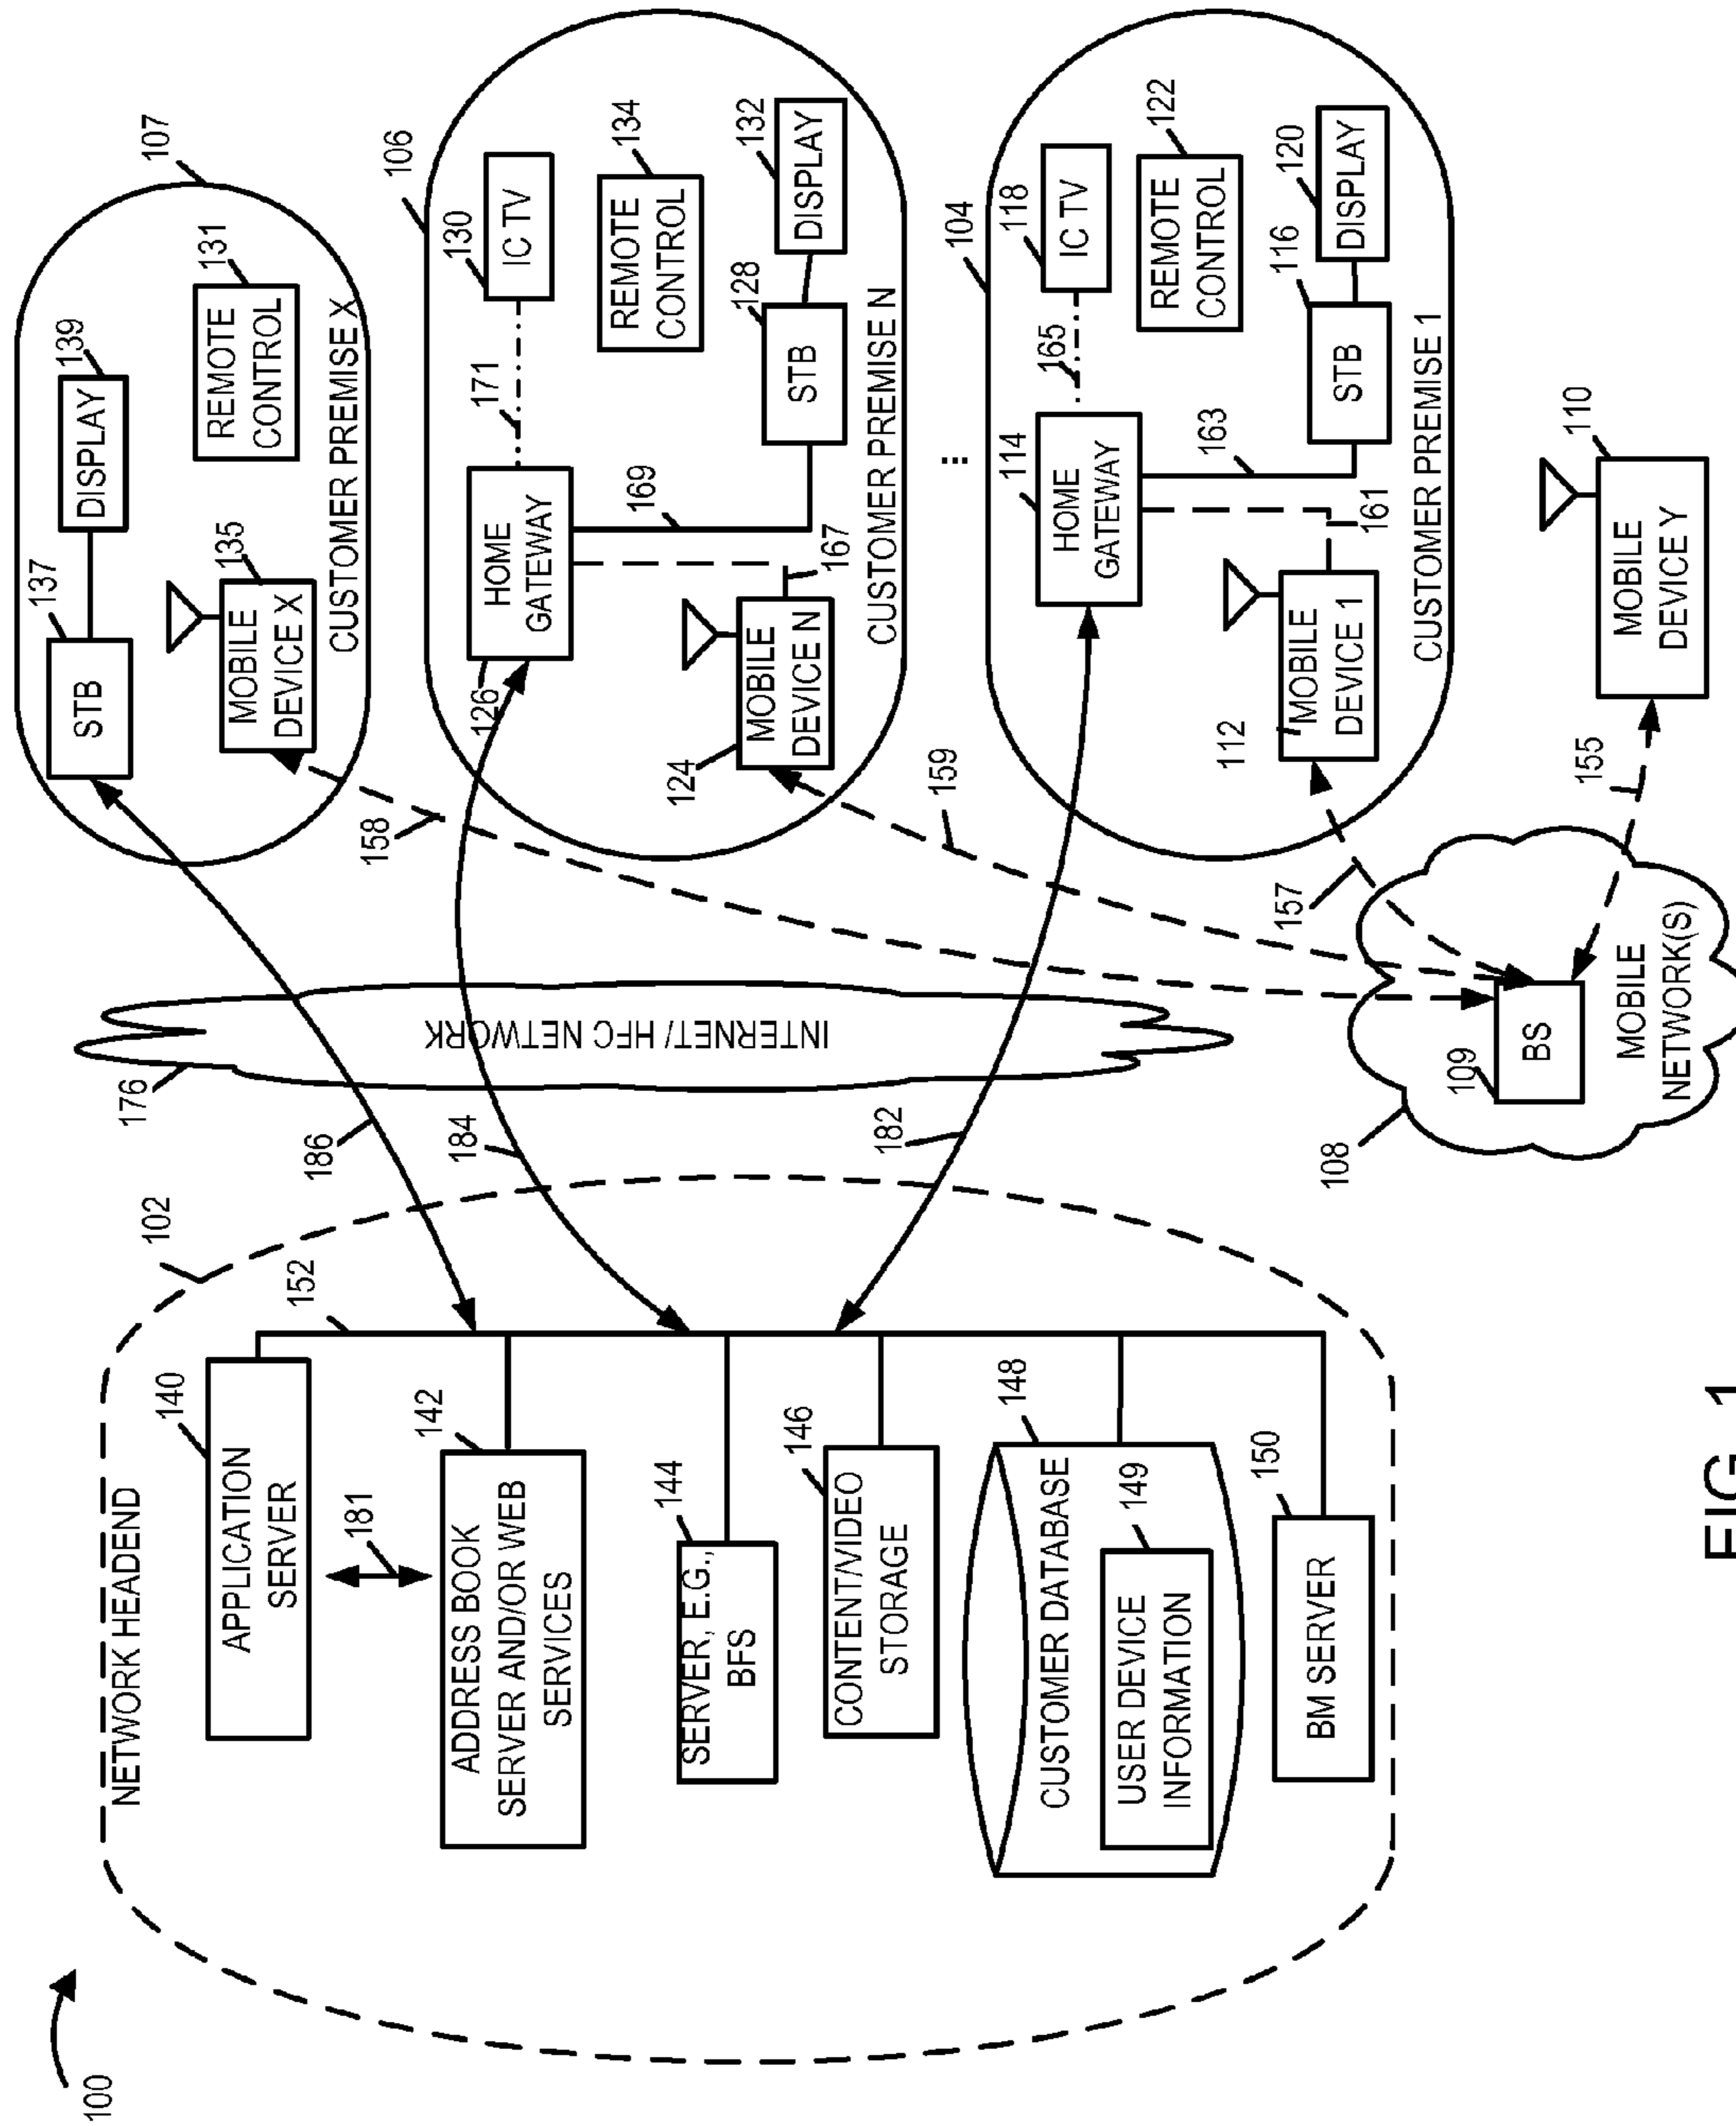 100
NETWORK HEADEND
102
140
APPLICATION
SERVER
152
181
142
ADDRESS BOOK
SERVER AND/OR WEB
SERVICES
144
SERVER, E.G.,
BFS
146
CONTENT/VIDEO
STORAGE
148
CUSTOMER DATABASE
149
USER DEVICE
INFORMATION
150
BM SERVER
176
INTERNET/ HFC NETWORK
186
184
182
158
159
157
155
107
137
STB
139
DISPLAY
131
REMOTE
CONTROL
135
MOBILE
DEVICE X
CUSTOMER PREMISE X
106
130
IC TV
171
126
HOME
GATEWAY
134
REMOTE
CONTROL
132
DISPLAY
128
STB
169
167
124
MOBILE
DEVICE N
CUSTOMER PREMISE N
...
104
118
IC TV
165
114
HOME
GATEWAY
122
REMOTE
CONTROL
120
DISPLAY
116
STB
163
161
112
MOBILE
DEVICE 1
CUSTOMER PREMISE 1
108
109
BS
MOBILE
NETWORK(S)
110
MOBILE
DEVICE Y
FIG. 1